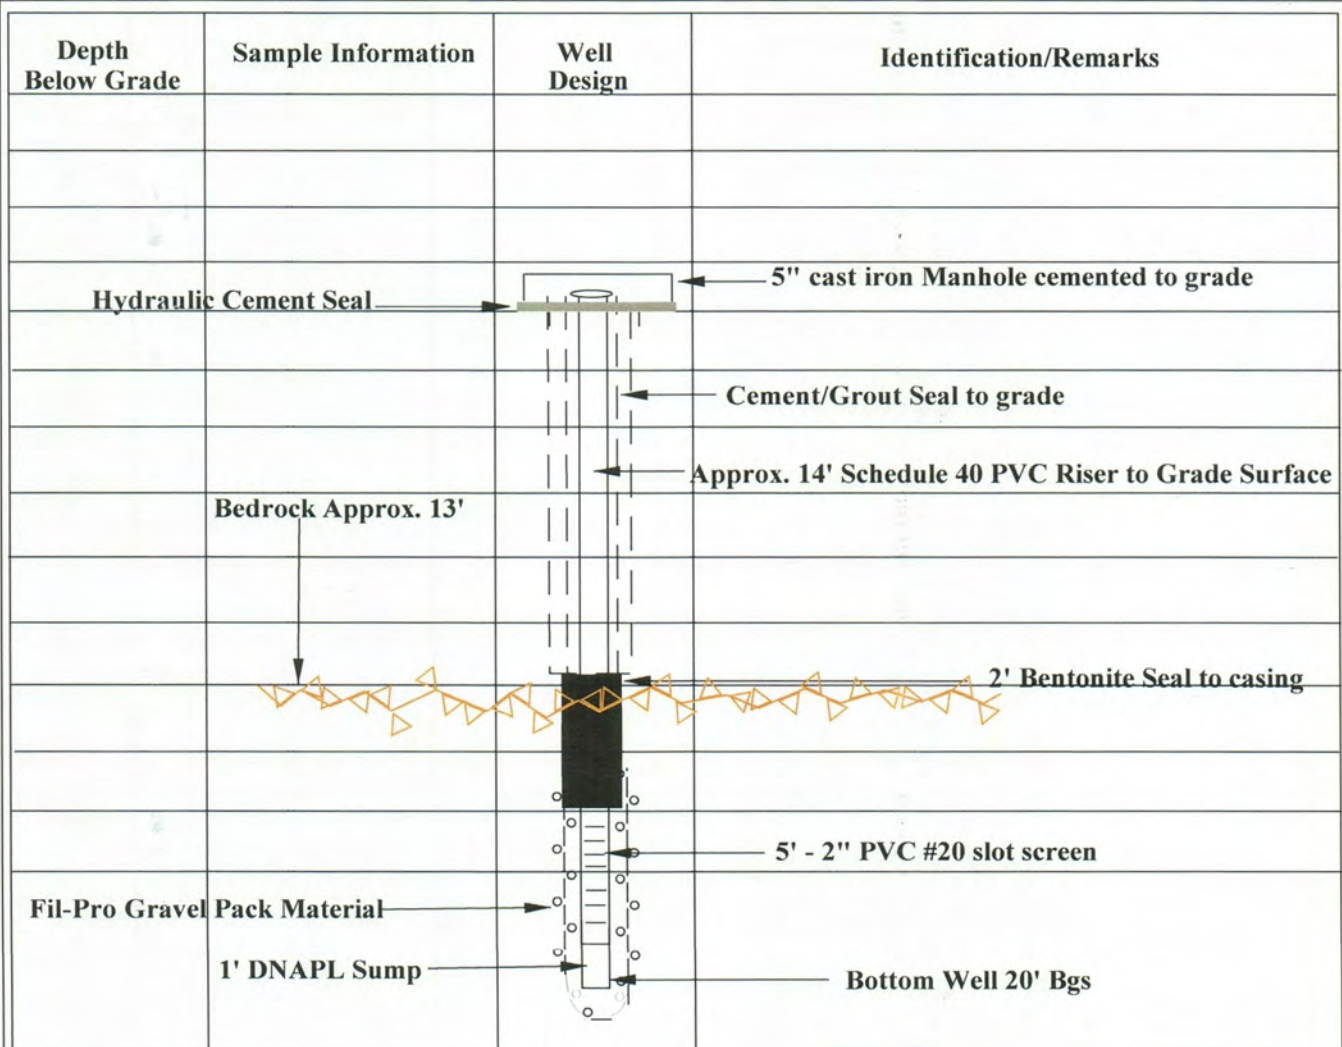 Depth
Below Grade
Sample Information
Well
Design
Identification/Remarks
5" cast iron Manhole cemented to grade
Hydraulic Cement Seal
Cement/Grout Seal to grade
Approx. 14' Schedule 40 PVC Riser to Grade Surface
Bedrock Approx. 13'
2' Bentonite Seal to casing
5' - 2" PVC #20 slot screen
Fil-Pro Gravel Pack Material
1' DNAPL Sump
Bottom Well 20' Bgs